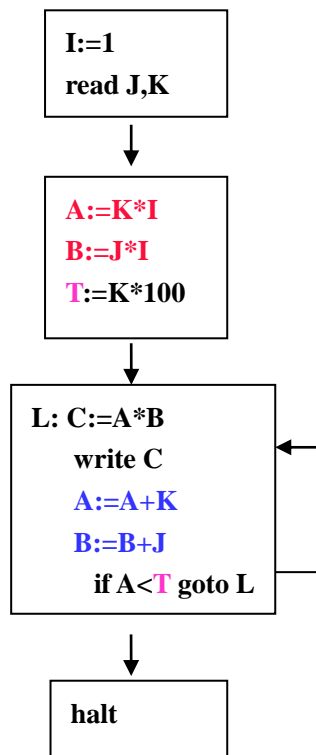 I:=1
read J,K
A:=K*I
B:=J*I
T:=K*100
L: C:=A*B
write C
A:=A+K
B:=B+J
if A<T goto L
halt